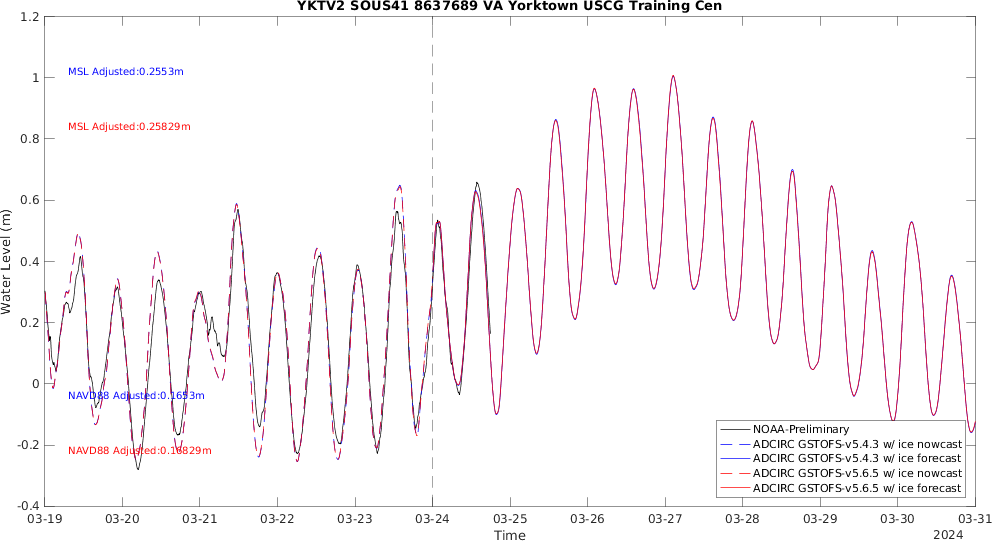 YKTV2 SOUS41 8637689 VA Yorktown USCG Training Cen
1.2
1
0.8
0.6
0.4
0.2
0
-0.2
-0.4
Water Level (m)
MSL Adjusted:0.2553m
MSL Adjusted:0.25829m
NAVD88 Adjusted:0.1653m
NAVD88 Adjusted:0.16829m
NOAA-Preliminary
ADCIRC GSTOFS-v5.4.3 w/ ice nowcast
ADCIRC GSTOFS-v5.4.3 w/ ice forecast
ADCIRC GSTOFS-v5.6.5 w/ ice nowcast
ADCIRC GSTOFS-v5.6.5 w/ ice forecast
03-19 03-20 03-21 03-22 03-23 03-24 03-25 03-26 03-27 03-28 03-29 03-30 03-31
Time
2024